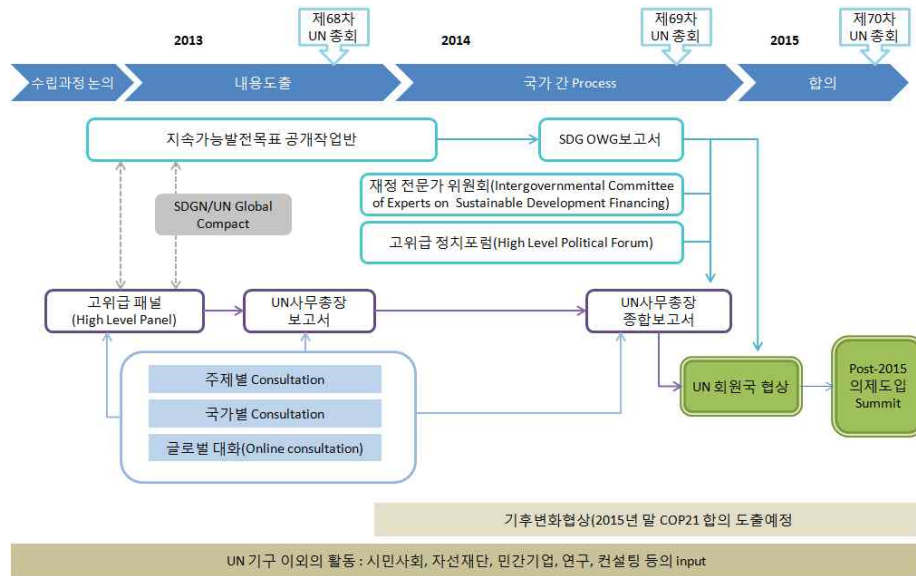 제68차
UN 총회
제69차
UN 총회
제70차
UN 총회
2013
2014
2015
수립과정논의
내용도출
국가 간 Process
합의
지속가능발전목표 공개작업반
SDG OWG보고서
재정 전문가 위원회(Intergovernmental Committee
of Experts on Sustainable Development Financing)
SDGN/UN Global
Compact
고위급 정치포럼(High Level Political Forum)
고위급 패널
(High Level Panel)
UN사무총장
보고서
UN사무총장
종합보고서
주제별 Consultation
국가별 Consultation
글로벌 대화(Online consultation)
UN 회원국 협상
Post-2015
의제도입
Summit
기후변화협상(2015년 말 COP21 합의 도출예정
UN 기구 이외의 활동 : 시민사회, 자선재단, 민간기업, 연구, 컨설팅 등의 input